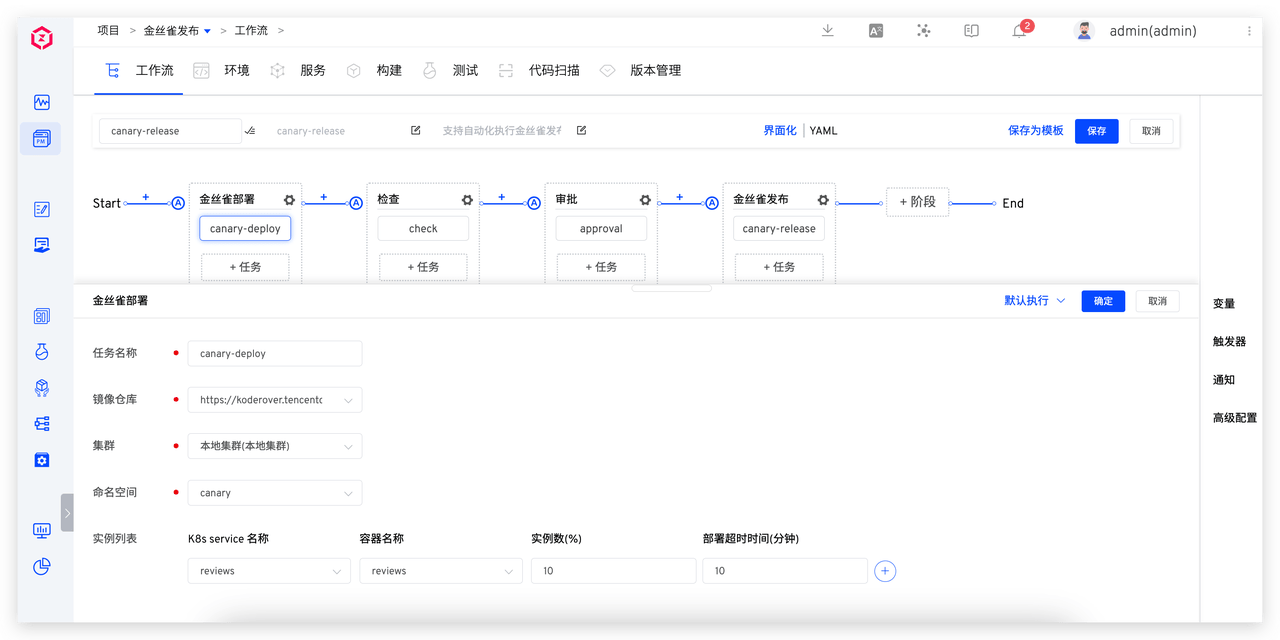 项目 > 金丝雀发布 > 工作流 >
2
admin(admin)
工作流 环境 服务 构建 测试 代码扫描 版本管理
canary-release canary-release 支持自动化执行金丝雀发布 界面化 | YAML 保存为模板 保存 取消
Start A 金丝雀部署 A 检查 A 审批 A 金丝雀发布 + 阶段 End
canary-deploy check approval canary-release
+ 任务 + 任务 + 任务 + 任务
金丝雀部署 默认执行 确定 取消
任务名称 canary-deploy
镜像仓库 https://koderover.tencentc
集群 本地集群(本地集群)
命名空间 canary
实例列表 K8s service 名称 容器名称 实例数(%) 部署超时时间(分钟)
reviews reviews 10 10
变量
触发器
通知
高级配置